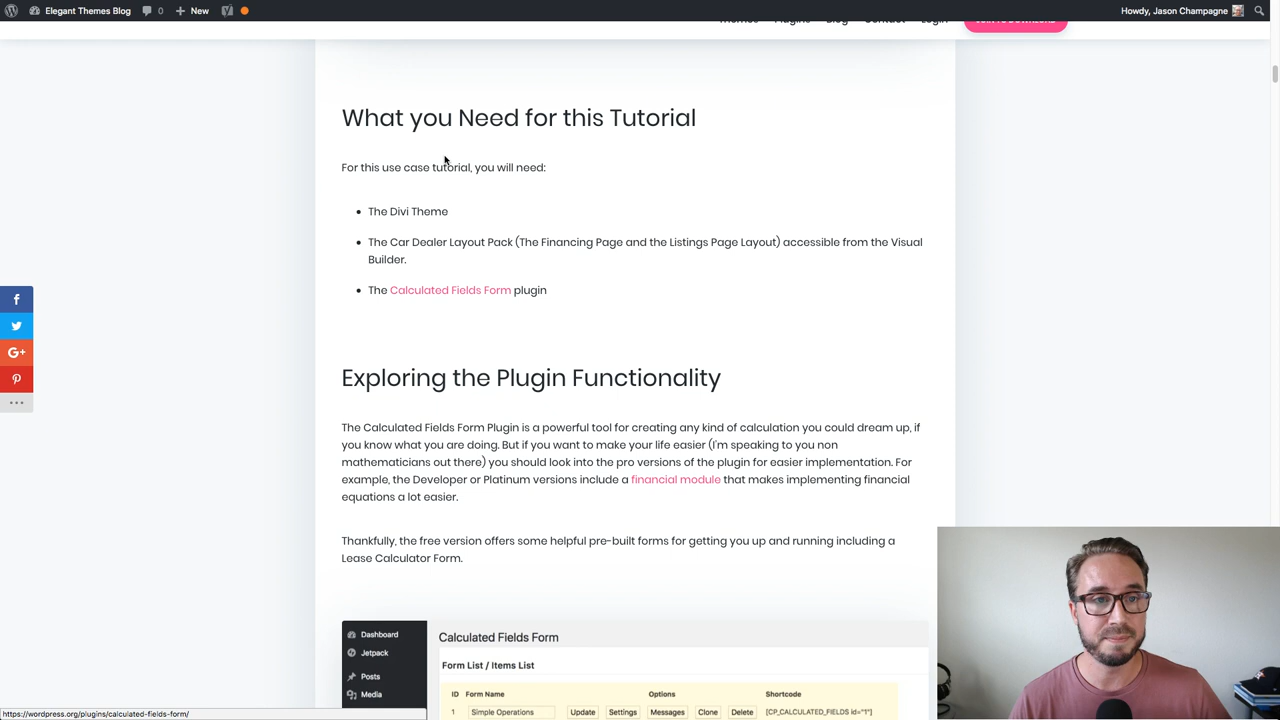 Elegant Themes Blog 0 New Howdy, Jason Champagne
Themes Plugins Blog Contact Login JOIN TO DOWNLOAD
What you Need for this Tutorial
For this use case tutorial, you will need:
The Divi Theme
The Car Dealer Layout Pack (The Financing Page and the Listings Page Layout) accessible from the Visual
Builder.
The Calculated Fields Form plugin
Exploring the Plugin Functionality
The Calculated Fields Form Plugin is a powerful tool for creating any kind of calculation you could dream up, if
you know what you are doing. But if you want to make your life easier (I'm speaking to you non
mathematicians out there) you should look into the pro versions of the plugin for easier implementation. For
example, the Developer or Platinum versions include a financial module that makes implementing financial
equations a lot easier.
Thankfully, the free version offers some helpful pre-built forms for getting you up and running including a
Lease Calculator Form.
Dashboard
Jetpack
Posts
Media
Calculated Fields Form
Form List / Items List
ID Form Name Options Shortcode
1 Simple Operations Update Settings Messages Clone Delete [CP_CALCULATED_FIELDS id="1"]
https://wordpress.org/plugins/calculated-fields-form/